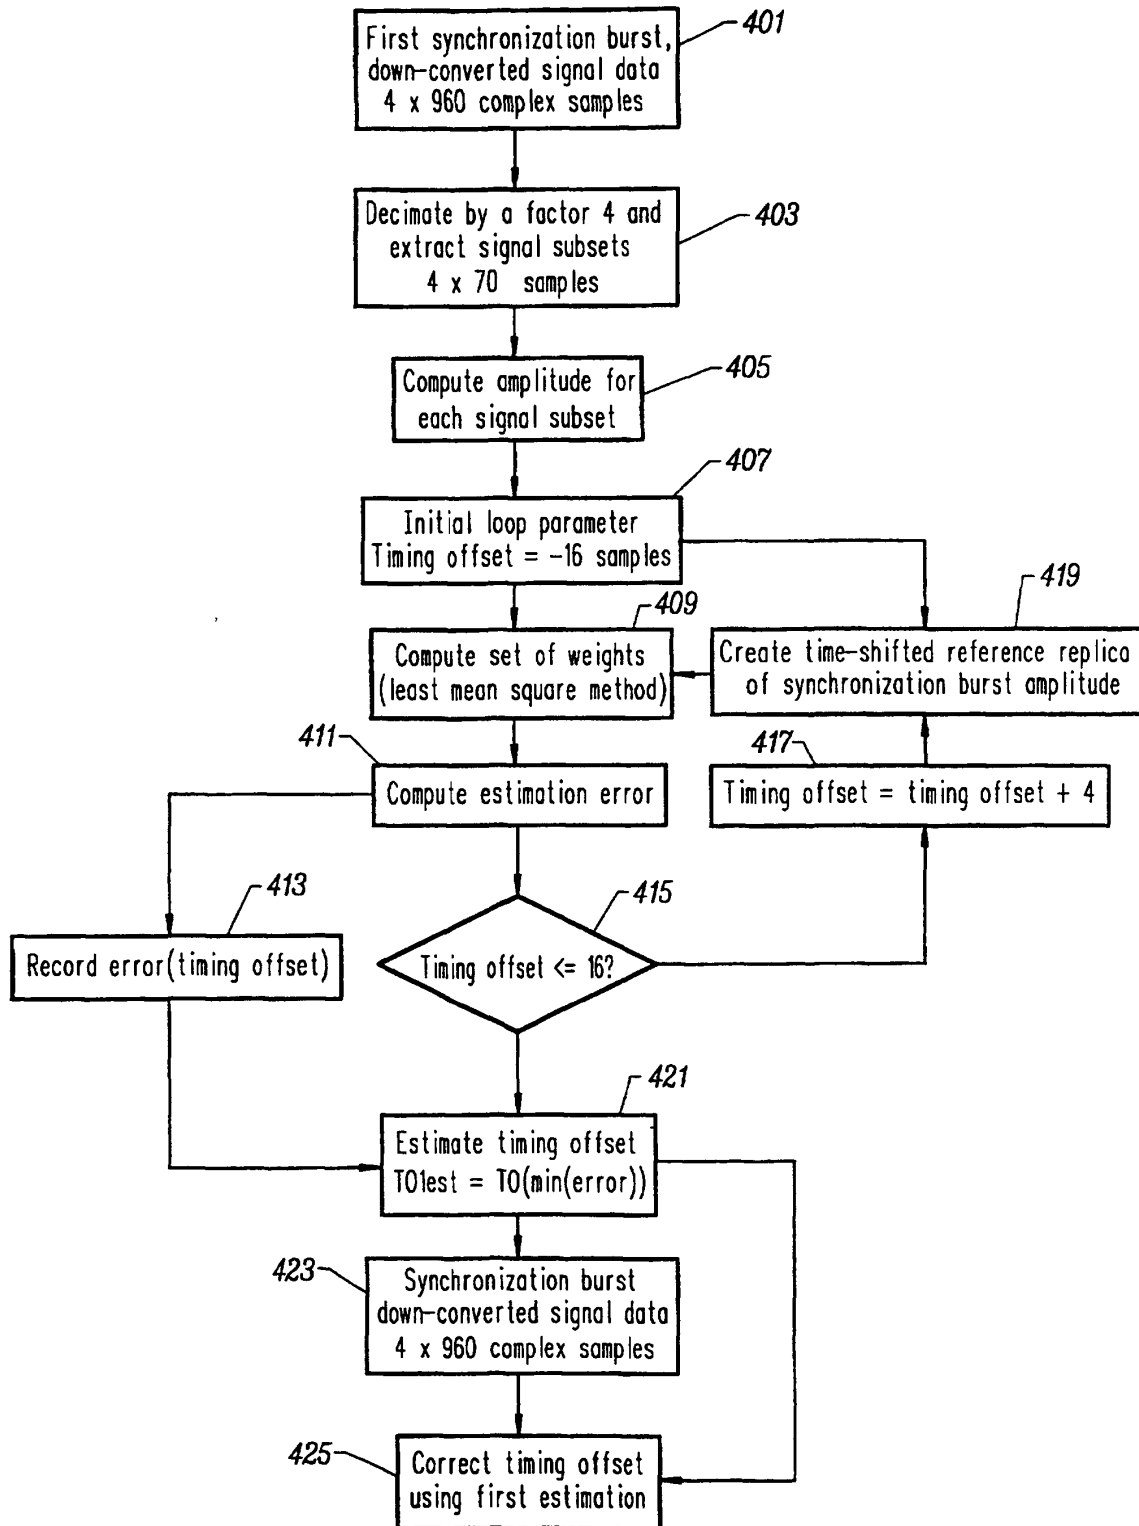 401
First synchronization burst,
down-converted signal data
4 x 960 complex samples
403
Decimate by a factor 4 and
extract signal subsets
4 x 70 samples
405
Compute amplitude for
each signal subset
407
Initial loop parameter
Timing offset = -16 samples
409
Compute set of weights
(least mean square method)
419
Create time-shifted reference replica
of synchronization burst amplitude
411
Compute estimation error
417
Timing offset = timing offset + 4
413
Record error(timing offset)
415
Timing offset <= 16?
421
Estimate timing offset
TO1est = TO(min(error))
423
Synchronization burst
down-converted signal data
4 x 960 complex samples
425
Correct timing offset
using first estimation